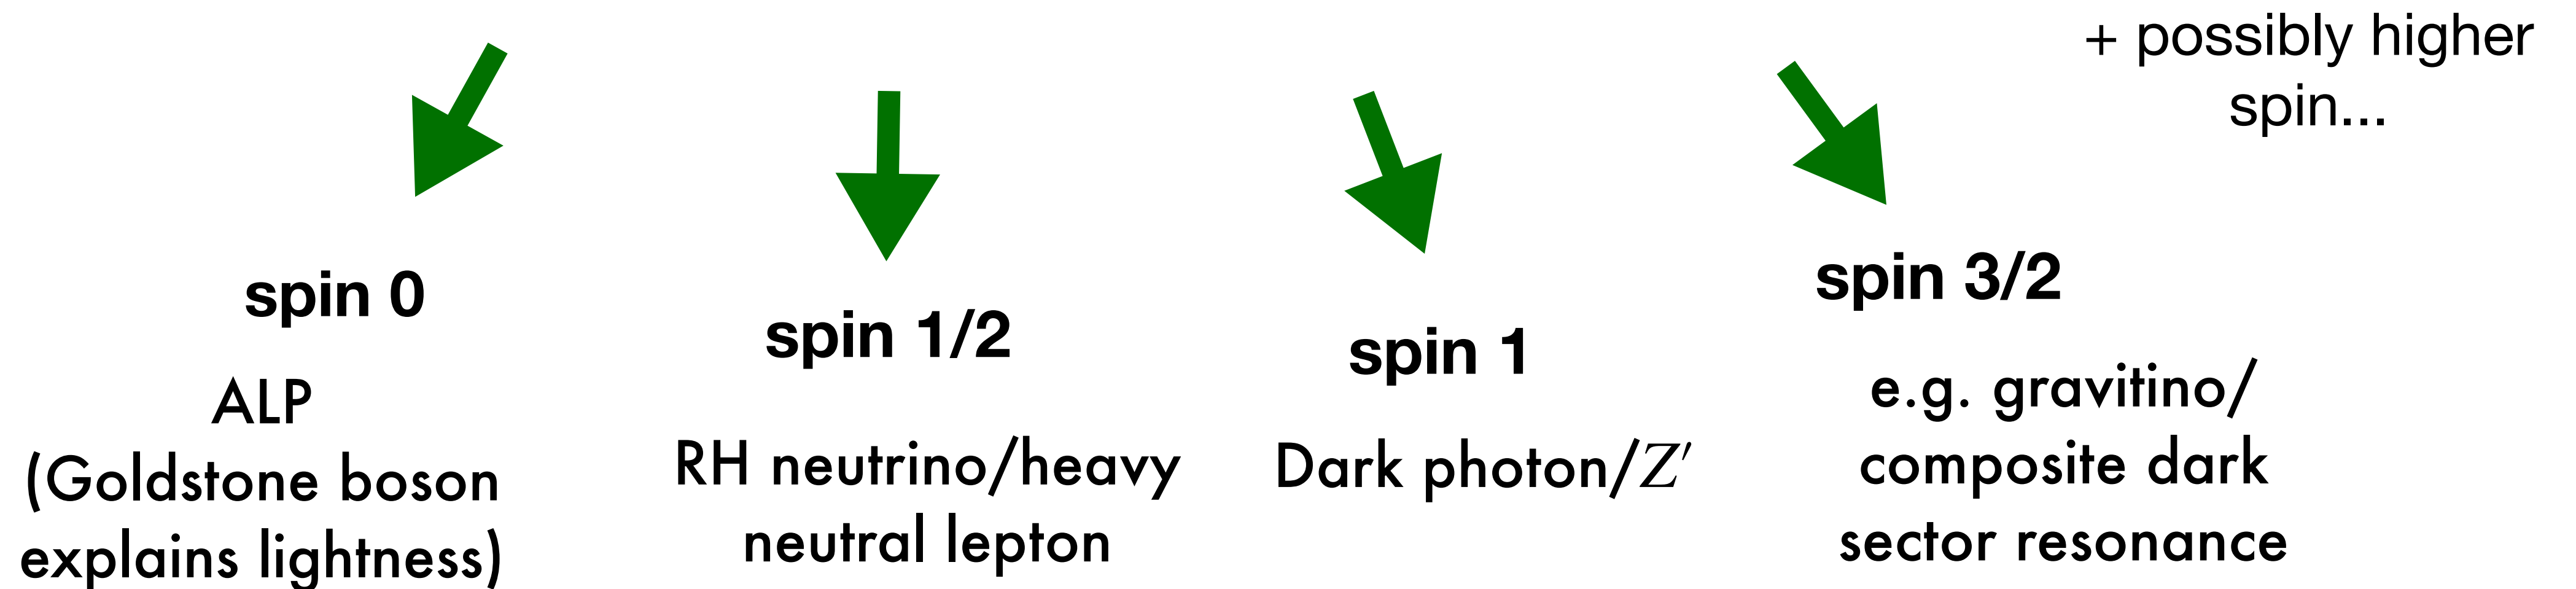 + possibly higher
spin...
spin 0
ALP
(Goldstone boson
explains lightness)
spin 1/2
RH neutrino/heavy
neutral lepton
spin 1
Dark photon/Z′
spin 3/2
e.g. gravitino/
composite dark
sector resonance